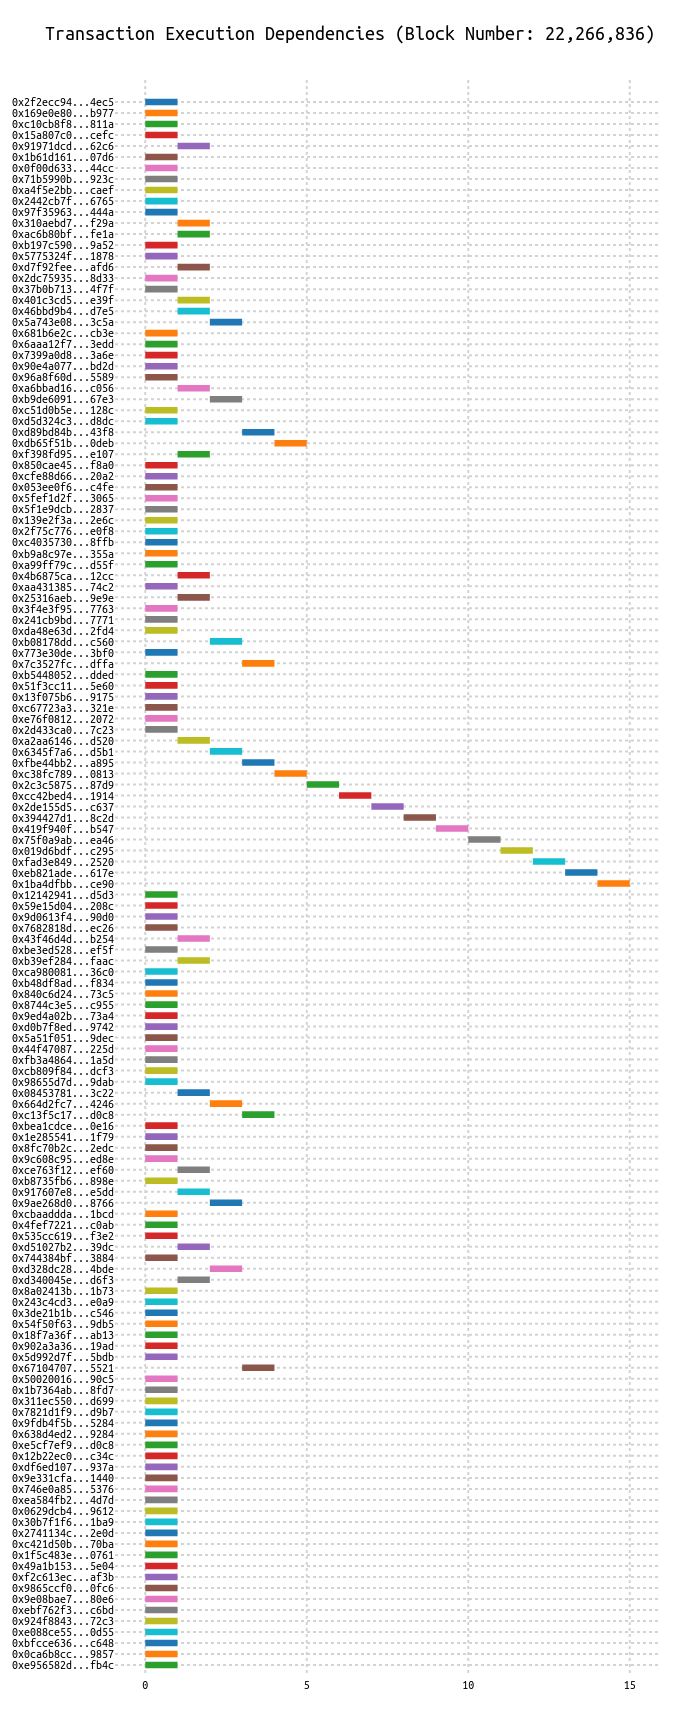 Transaction Execution Dependencies (Block Number: 22,266,836)
0x2f2ecc94...4ec5
0x169e0e80...b977
0xc10cb8f8...811a
0x15a807c0...cefc
0x91971dcd...62c6
0x1b61d161...07d6
0x0f00d633...44cc
0x71b5990b...923c
0xa4f5e2bb...caef
0x2442cb7f...6765
0x97f35963...444a
0x310aebd7...f29a
0xac6b80bf...fe1a
0xb197c590...9a52
0x5775324f...1878
0xd7f92fee...afd6
0x2dc75935...8d33
0x37b0b713...4f7f
0x401c3cd5...e39f
0x46bbd9b4...d7e5
0x5a743e08...3c5a
0x681b6e2c...cb3e
0x6aaa12f7...3edd
0x7399a0d8...3a6e
0x90e4a077...bd2d
0x96a8f60d...5589
0xa6bbad16...c056
0xb9de6091...67e3
0xc51d0b5e...128c
0xd5d324c3...d8dc
0xd89bd84b...43f8
0xdb65f51b...0deb
0xf398fd95...e107
0x850cae45...f8a0
0xcfe88d66...20a2
0x053ee0f6...c4fe
0x5fef1d2f...3065
0x5f1e9dcb...2837
0x139e2f3a...2e6c
0x2f75c776...e0f8
0xc4035730...8ffb
0xb9a8c97e...355a
0xa99ff79c...d55f
0x4b6875ca...12cc
0xaa431385...74c2
0x25316aeb...9e9e
0x3f4e3f95...7763
0x241cb9bd...7771
0xda48e63d...2fd4
0xb08178dd...c560
0x773e30de...3bf0
0x7c3527fc...dffa
0xb5448052...dded
0x51f3cc11...5e60
0x13f075b6...9175
0xc67723a3...321e
0xe76f0812...2072
0x2d433ca0...7c23
0xa2aa6146...d520
0x6345f7a6...d5b1
0xfbe44bb2...a895
0xc38fc789...0813
0x2c3c5875...87d9
0xcc42bed4...1914
0x2de155d5...c637
0x394427d1...8c2d
0x419f940f...b547
0x75f0a9ab...ea46
0x019d6bdf...c295
0xfad3e849...2520
0xeb821ade...617e
0x1ba4dfbb...ce90
0x12142941...d5d3
0x59e15d04...208c
0x9d0613f4...90d0
0x7682818d...ec26
0x43f46d4d...b254
0xbe3ed528...ef5f
0xb39ef284...faac
0xca980081...36c0
0xb48df8ad...f834
0x840c6d24...73c5
0x8744c3e5...c955
0x9ed4a02b...73a4
0xd0b7f8ed...9742
0x5a51f051...9dec
0x44f47087...225d
0xfb3a4864...1a5d
0xcb809f84...dcf3
0x98655d7d...9dab
0x08453781...3c22
0x664d2fc7...4246
0xc13f5c17...d0c8
0xbea1cdce...0e16
0x1e285541...1f79
0x8fc70b2c...2edc
0x9c608c95...ed8e
0xce763f12...ef60
0xb8735fb6...898e
0x917607e8...e5dd
0x9ae268d0...8766
0xcbaaddda...1bcd
0x4fef7221...c0ab
0x535cc619...f3e2
0xd51027b2...39dc
0x744384bf...3884
0xd328dc28...4bde
0xd340045e...d6f3
0x8a02413b...1b73
0x243c4cd3...e0a9
0x3de21b1b...c546
0x54f50f63...9db5
0x18f7a36f...ab13
0x902a3a36...19ad
0x5d992d7f...5bdb
0x67104707...5521
0x50020016...90c5
0x1b7364ab...8fd7
0x311ec550...d699
0x7821d1f9...d9b7
0x9fdb4f5b...5284
0x638d4ed2...9284
0xe5cf7ef9...d0c8
0x12b22ec0...c34c
0xdf6ed107...937a
0x9e331cfa...1440
0x746e0a85...5376
0xea584fb2...4d7d
0x0629dcb4...9612
0x30b7f1f6...1ba9
0x2741134c...2e0d
0xc421d50b...70ba
0x1f5c483e...0761
0x49a1b153...5e04
0xf2c613ec...af3b
0x9865ccf0...0fc6
0x9e08bae7...80e6
0xebf762f3...c6bd
0x924f8843...72c3
0xe088ce55...0d55
0xbfcce636...c648
0x0ca6b8cc...9857
0xe956582d...fb4c
0 5 10 15